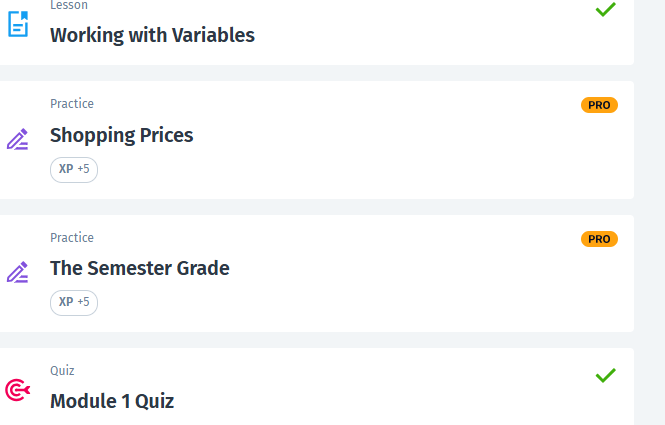 Lesson
Working with Variables
Practice
PRO
Shopping Prices
XP +5
Practice
PRO
The Semester Grade
XP +5
Quiz
Module 1 Quiz